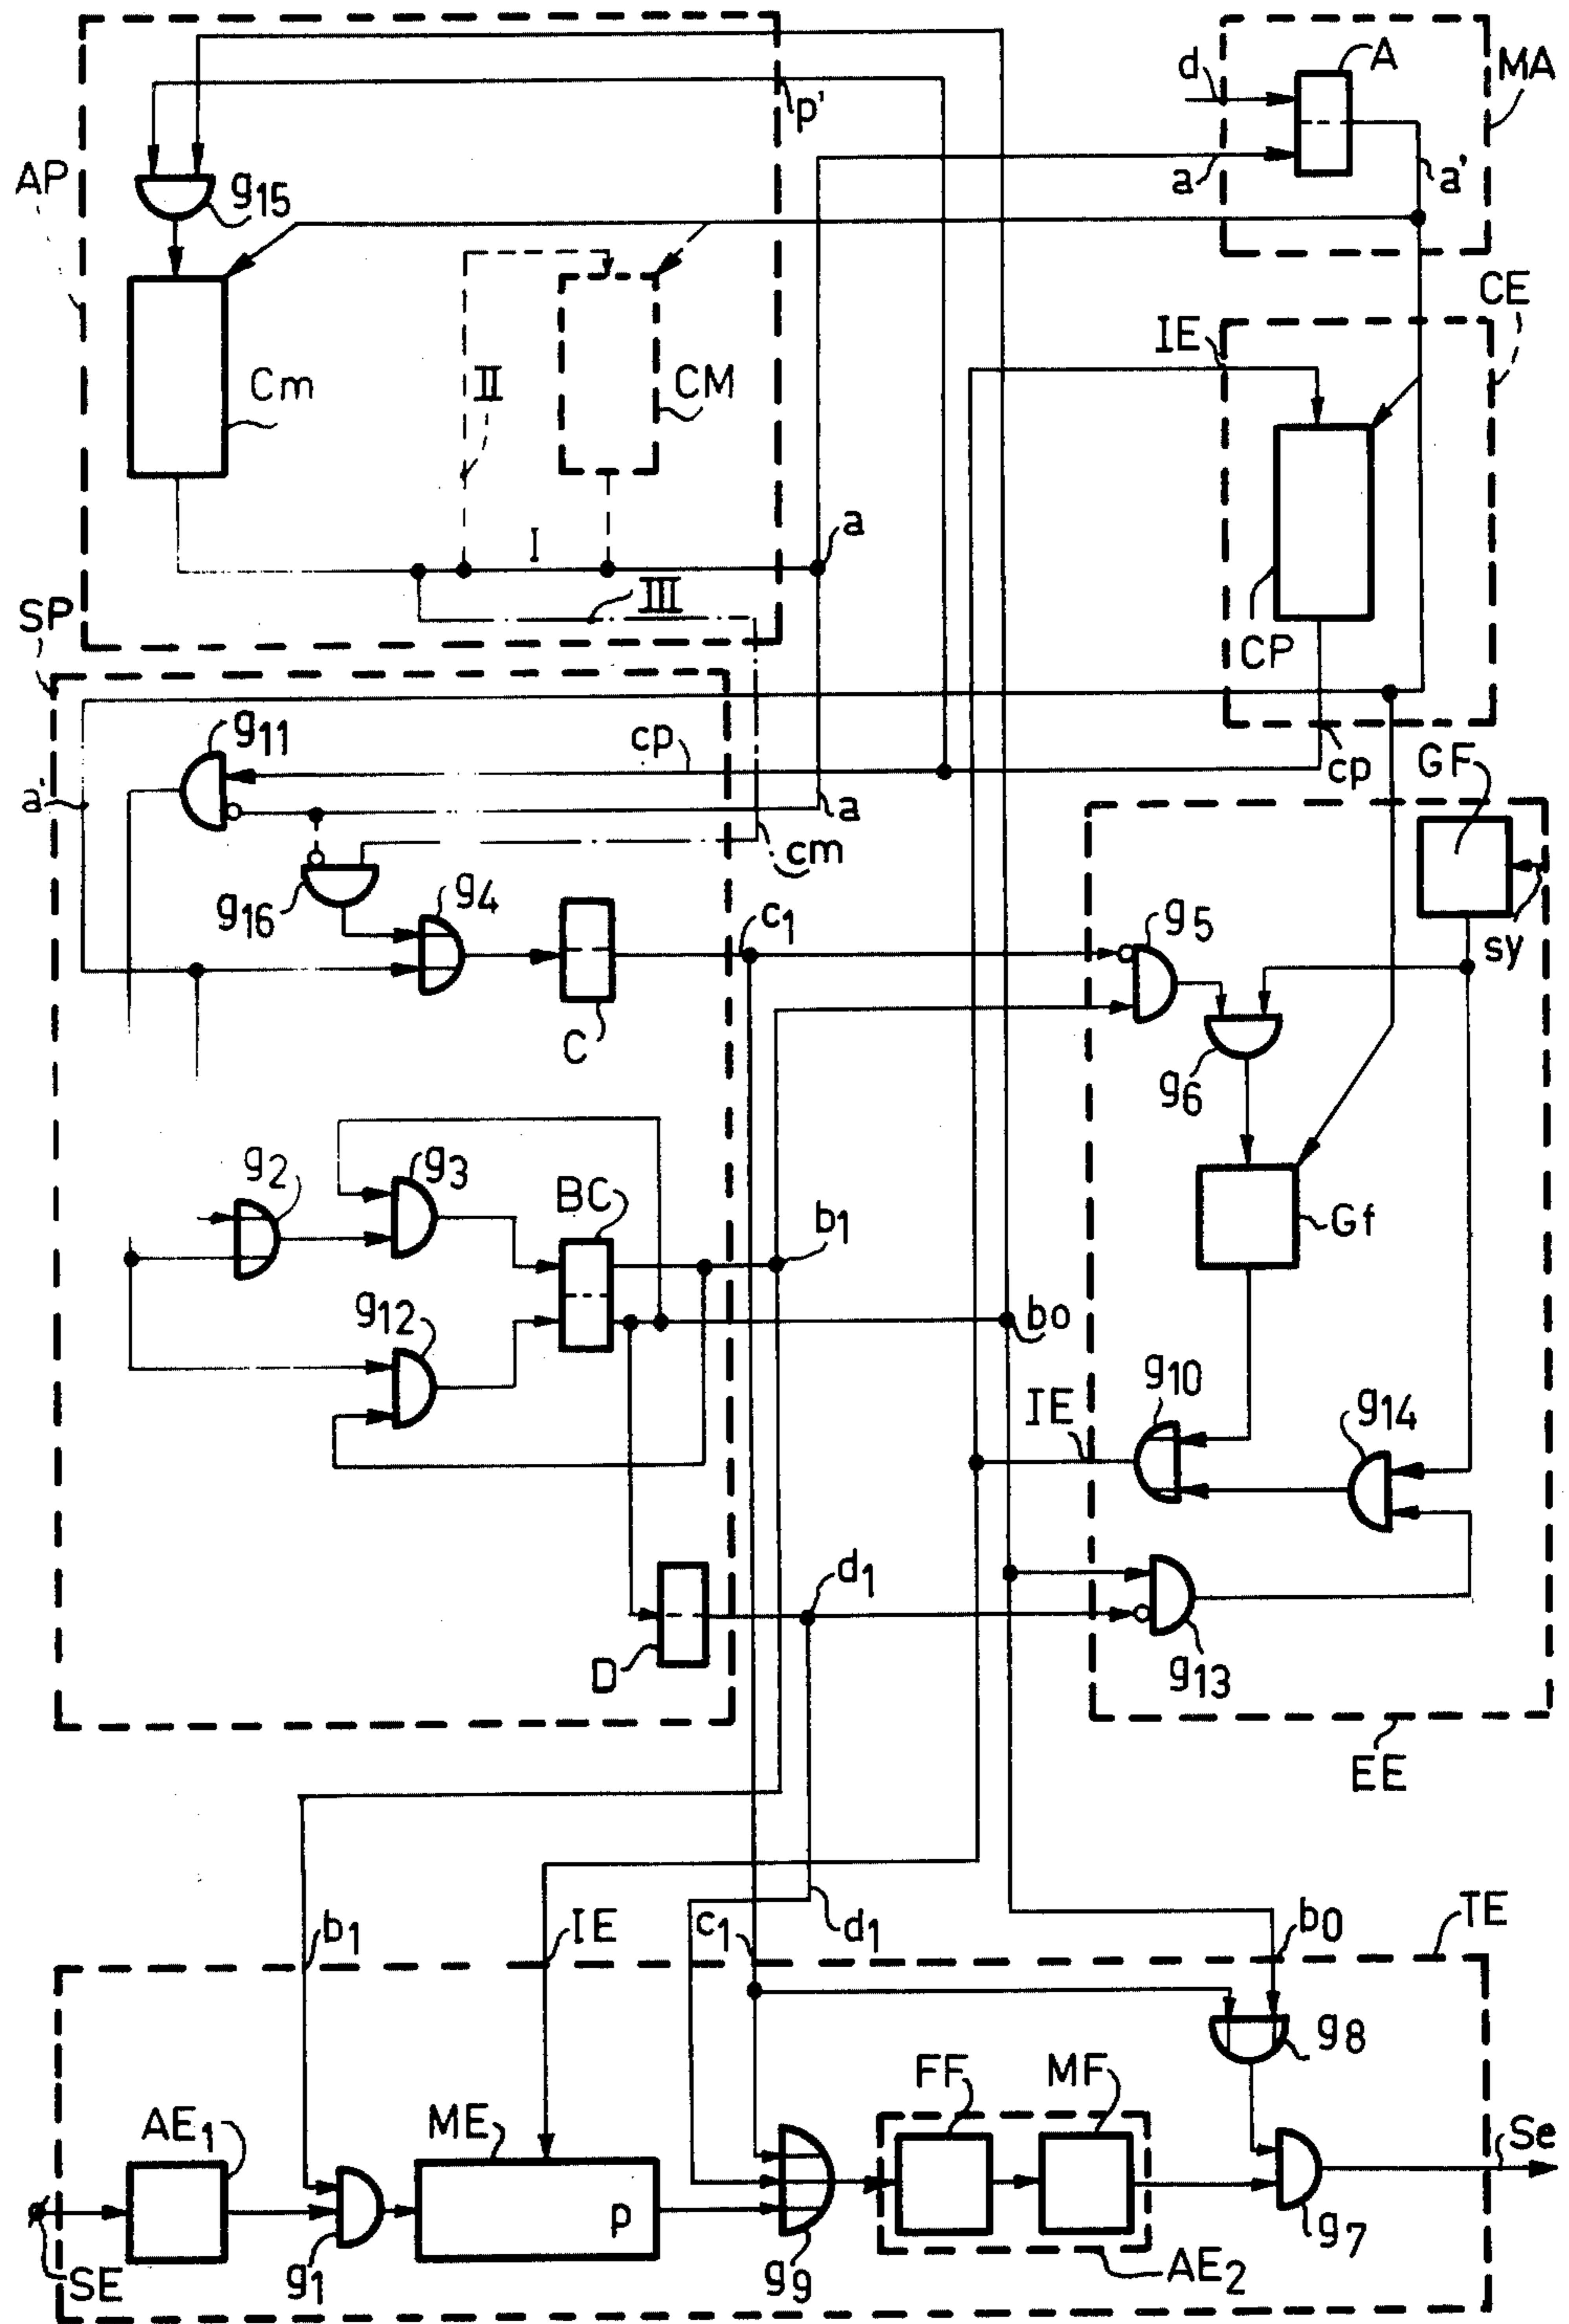 d
A
MA
p'
a
a'
AP
g15
CE
IE
Cm
II
CM
I
a
III
SP
CP
g11
cp
cp
GF
a'
a
cm
g16
g4
c1
g5
sy
C
g6
g2
g3
BC
b1
Gf
g12
bo
g10
g14
IE
d1
D
g13
EE
b1
IE
c1
d1
b0
TE
g8
FF
MF
AE1
ME
Se
p
SE
g1
g9
AE2
g7